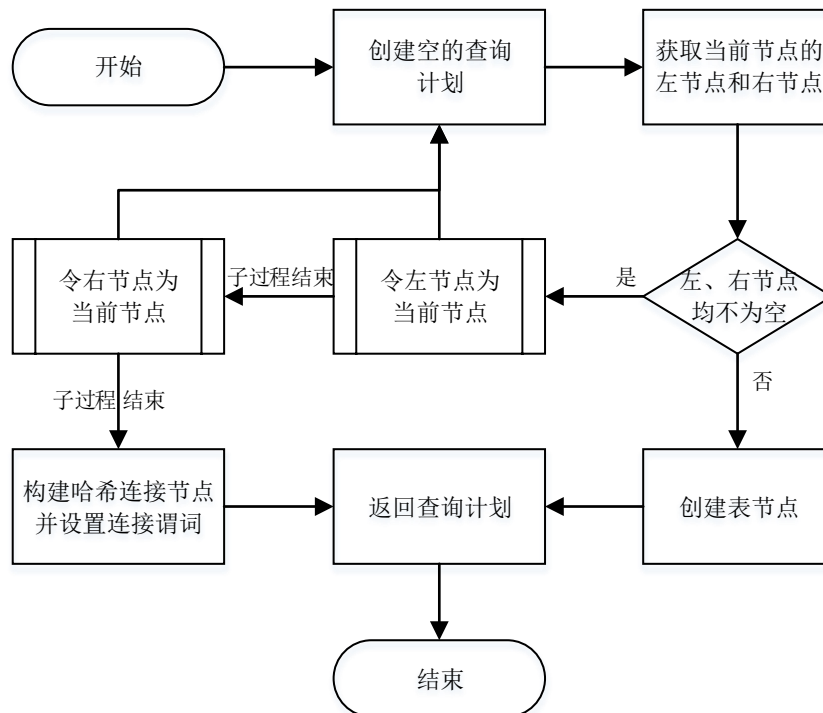 开始
创建空的查询
计划
获取当前节点的
左节点和右节点
令右节点为
当前节点
子过程结束
令左节点为
当前节点
是
左、右节点
均不为空
子过程结束
否
构建哈希连接节点
并设置连接谓词
返回查询计划
创建表节点
结束